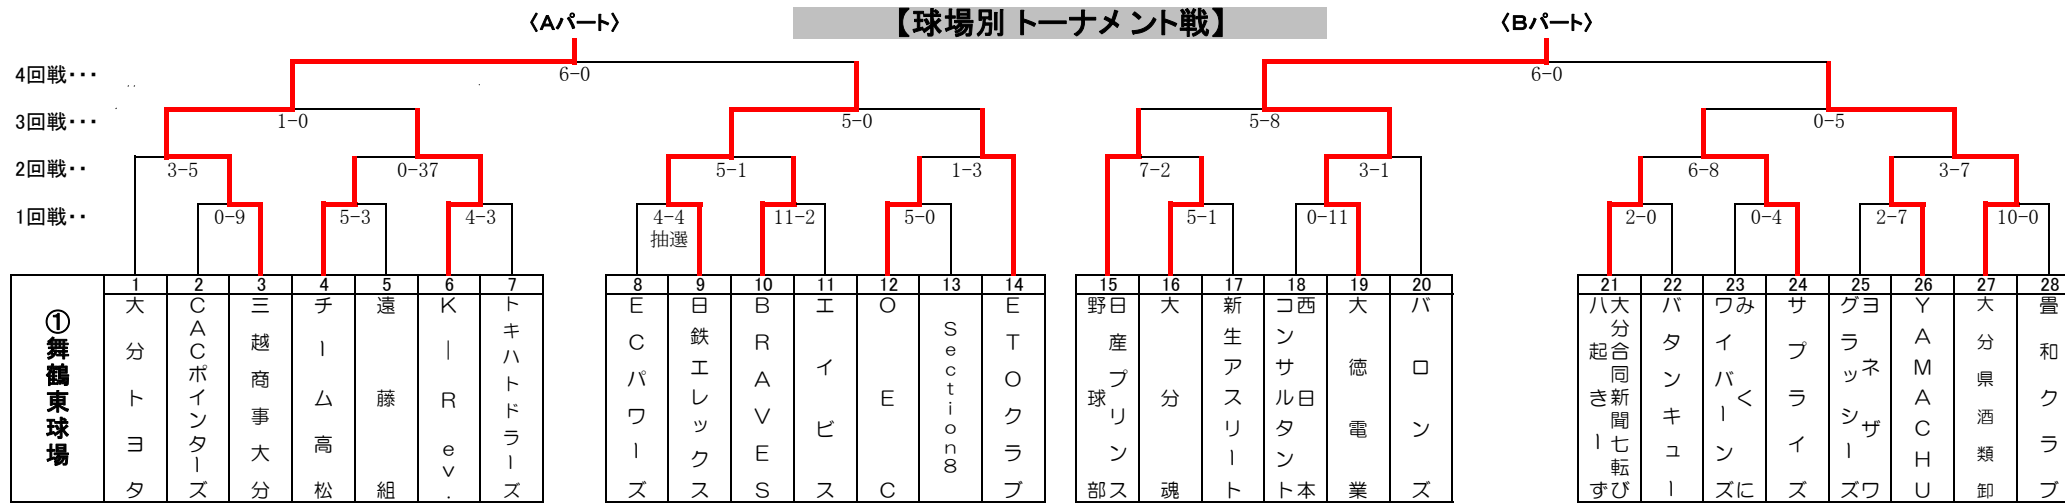 〈Aパート〉 【球場別 トーナメント戦】 〈Bパート〉
4回戦・・・ 6-0 6-0
3回戦・・・ 1-0 5-0 5-8 0-5
2回戦・・ 3-5 0-37 5-1 1-3 7-2 3-1 6-8 3-7
1回戦・・ 0-9 5-3 4-3 4-4 11-2 5-0 5-1 0-11 2-0 0-4 2-7 10-0
抽選
①舞鶴東球場
1 大分トヨタ
2 CACポインターズ
3 三越商事大分
4 チーム高松
5 遠藤組
6 K―Rev.
7 トキハトドラーズ
8 ECパワーズ
9 日鉄エレックス
10 BRAVES
11 エイビス
12 OEC
13 Section8
14 ETOクラブ
15 日産プリンス
野球部
16 大分魂
17 新生アスリート
18 西日本
コンサルタント
19 大徳電業
20 バロンズ
21 大分合同新聞七転び
八起きーず
22 バタンキュー
23 みくに
ワイバーンズ
24 サプライズ
25 ヨネザワ
グラッシーズ
26 YAMACHU
27 大分県酒類卸
28 畳和クラブ